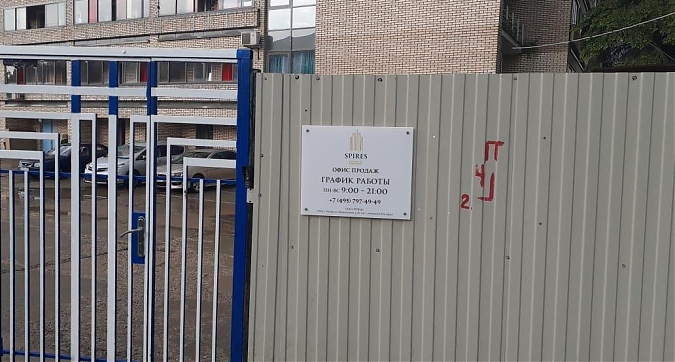 SPIRES
ОФИС ПРОДАЖ
ГРАФИК РАБОТЫ
ПН-ВС 9:00 – 21:00
+7 (495) 797-49-49
2.